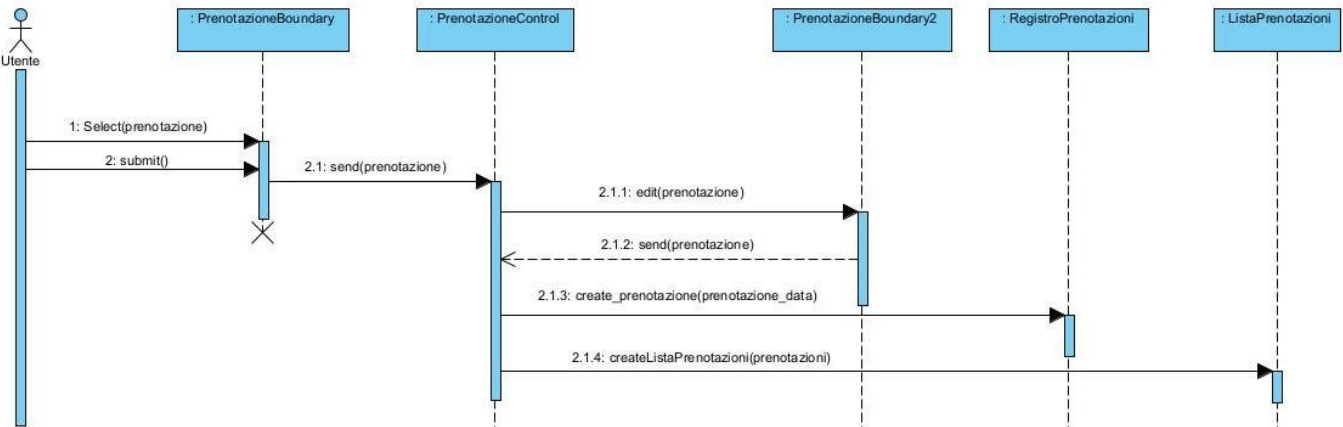 : PrenotazioneBoundary
: PrenotazioneControl
: PrenotazioneBoundary2
: RegistroPrenotazioni
: ListaPrenotazioni
Utente
1: Select(prenotazione)
2: submit()
2.1: send(prenotazione)
2.1.1: edit(prenotazione)
2.1.2: send(prenotazione)
2.1.3: create_prenotazione(prenotazione_data)
2.1.4: createListaPrenotazioni(prenotazioni)